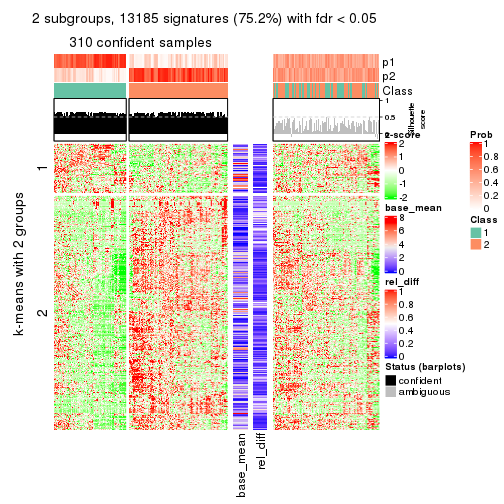 2 subgroups, 13185 signatures (75.2%) with fdr < 0.05
310 confident samples
p1
p2
Class
1
0.5
0
Silhouette
score
k-means with 2 groups
1
2
base_mean
rel_diff
z-score
2
1
0
-1
-2
base_mean
8
6
4
2
0
rel_diff
1
0.8
0.6
0.4
0.2
0
Status (barplots)
confident
ambiguous
Prob
1
0.8
0.6
0.4
0.2
0
Class
1
2